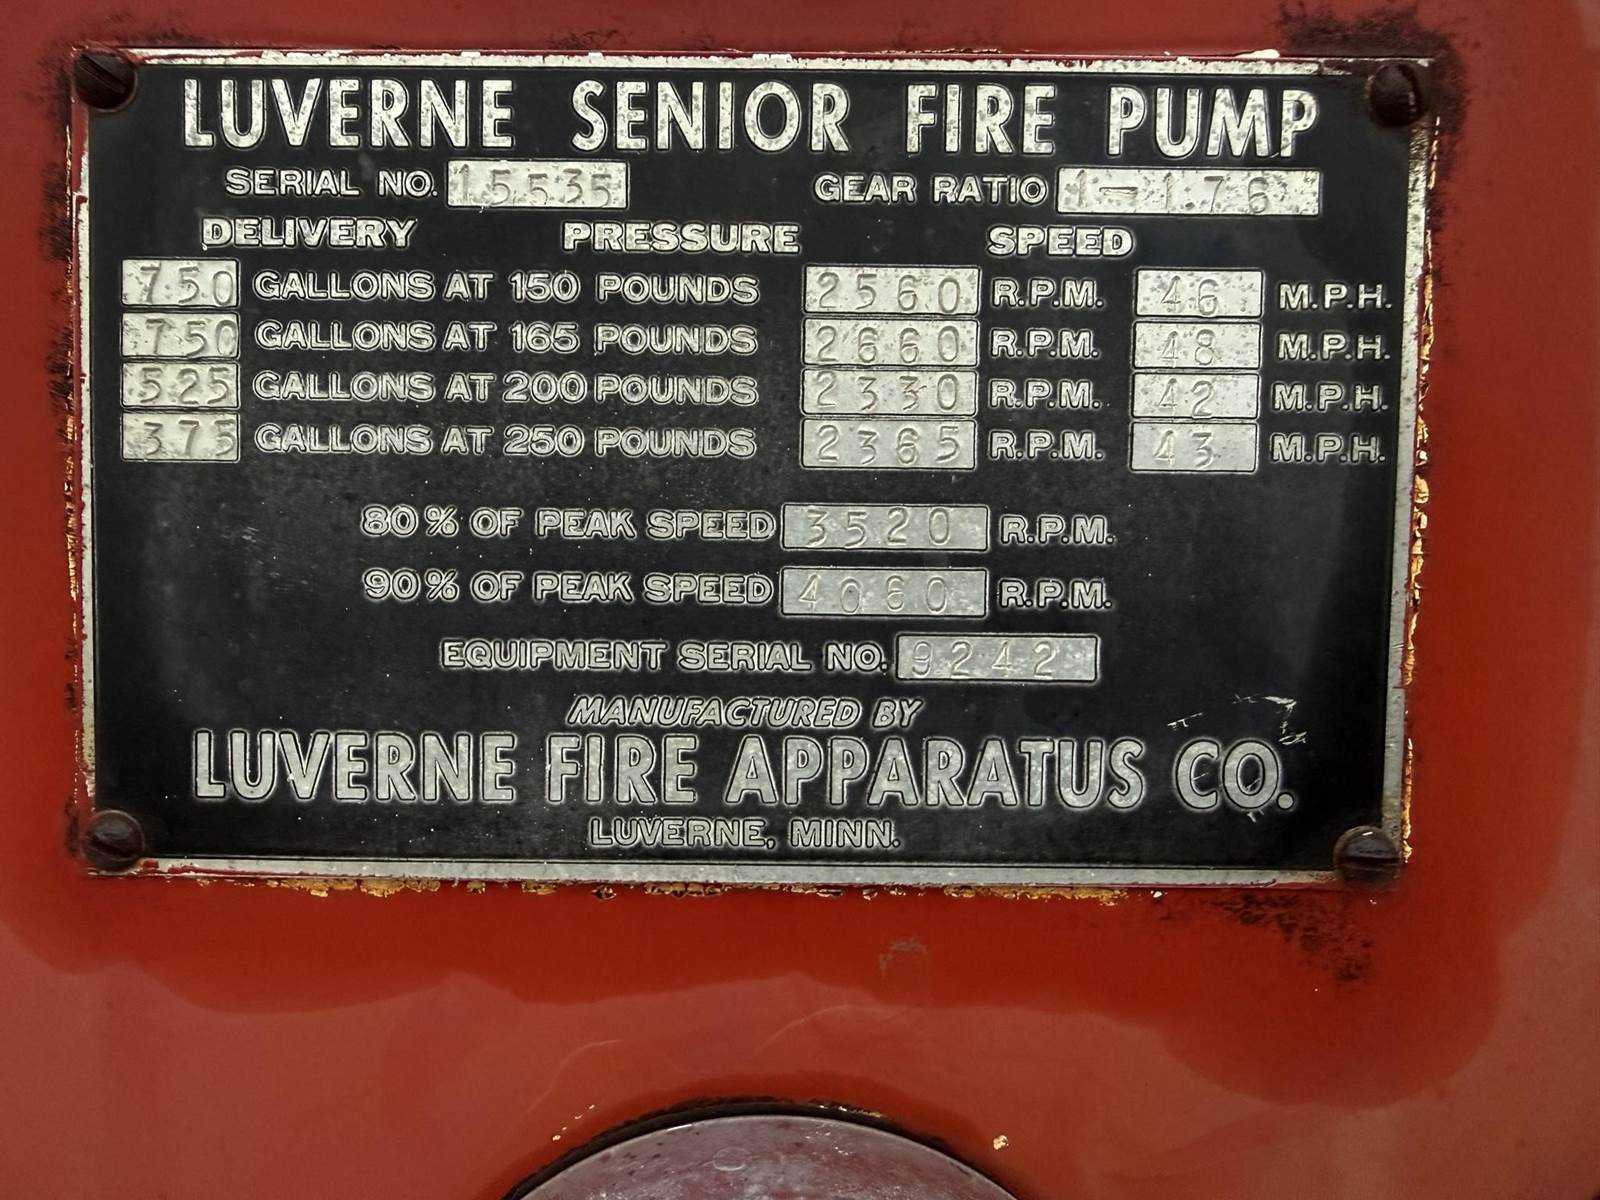 LUVERNE SENIOR FIRE PUMP
SERIAL NO. 15535 GEAR RATIO 1-1.76
DELIVERY PRESSURE SPEED
750 GALLONS AT 150 POUNDS 2560 R.P.M. 46 M.P.H.
750 GALLONS AT 165 POUNDS 2660 R.P.M. 48 M.P.H.
525 GALLONS AT 200 POUNDS 2330 R.P.M. 42 M.P.H.
375 GALLONS AT 250 POUNDS 2365 R.P.M. 43 M.P.H.
80% OF PEAK SPEED 3520 R.P.M.
90% OF PEAK SPEED 4060 R.P.M.
EQUIPMENT SERIAL NO. 9242
MANUFACTURED BY
LUVERNE FIRE APPARATUS CO.
LUVERNE, MINN.